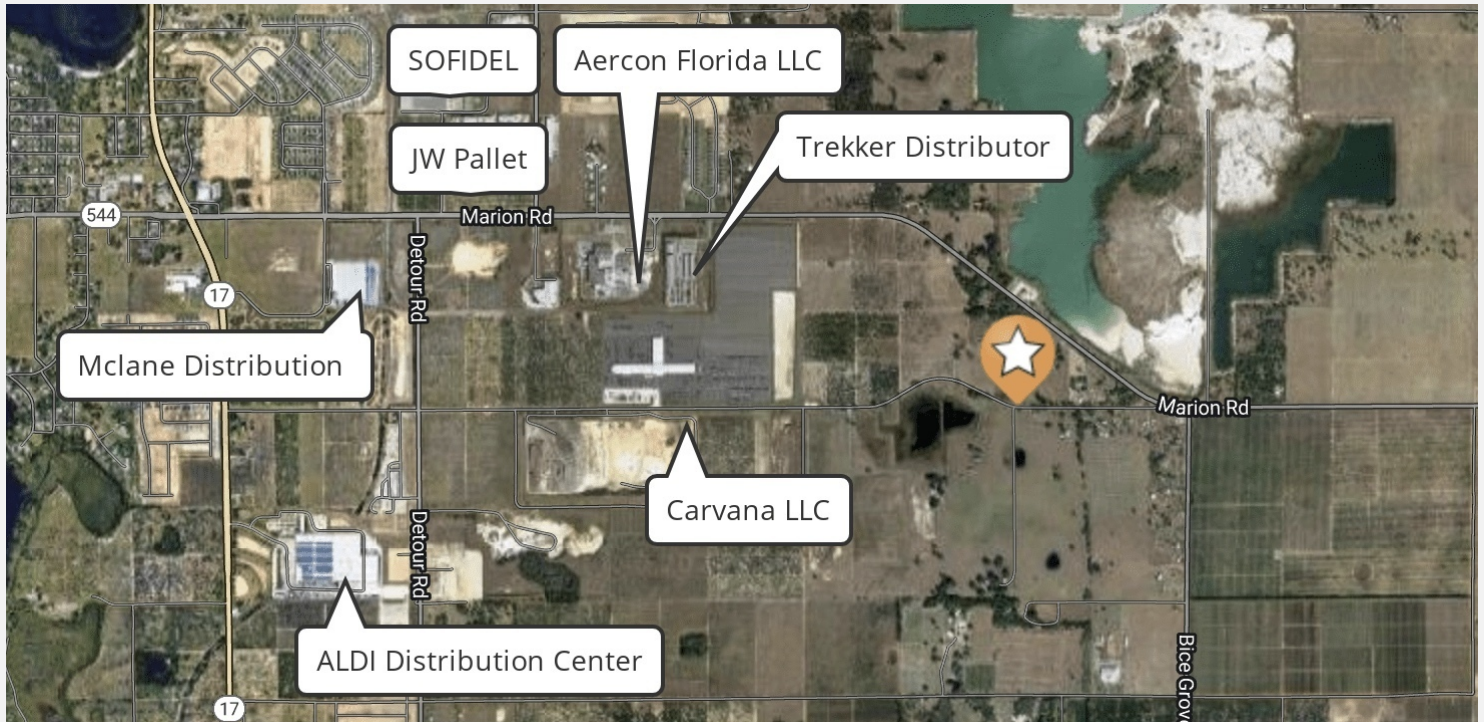 SOFIDEL
Aercon Florida LLC
JW Pallet
Trekker Distributor
544
Marion Rd
Detour Rd
17
Mclane Distribution
Marion Rd
Carvana LLC
Detour Rd
ALDI Distribution Center
Bice Grov
17